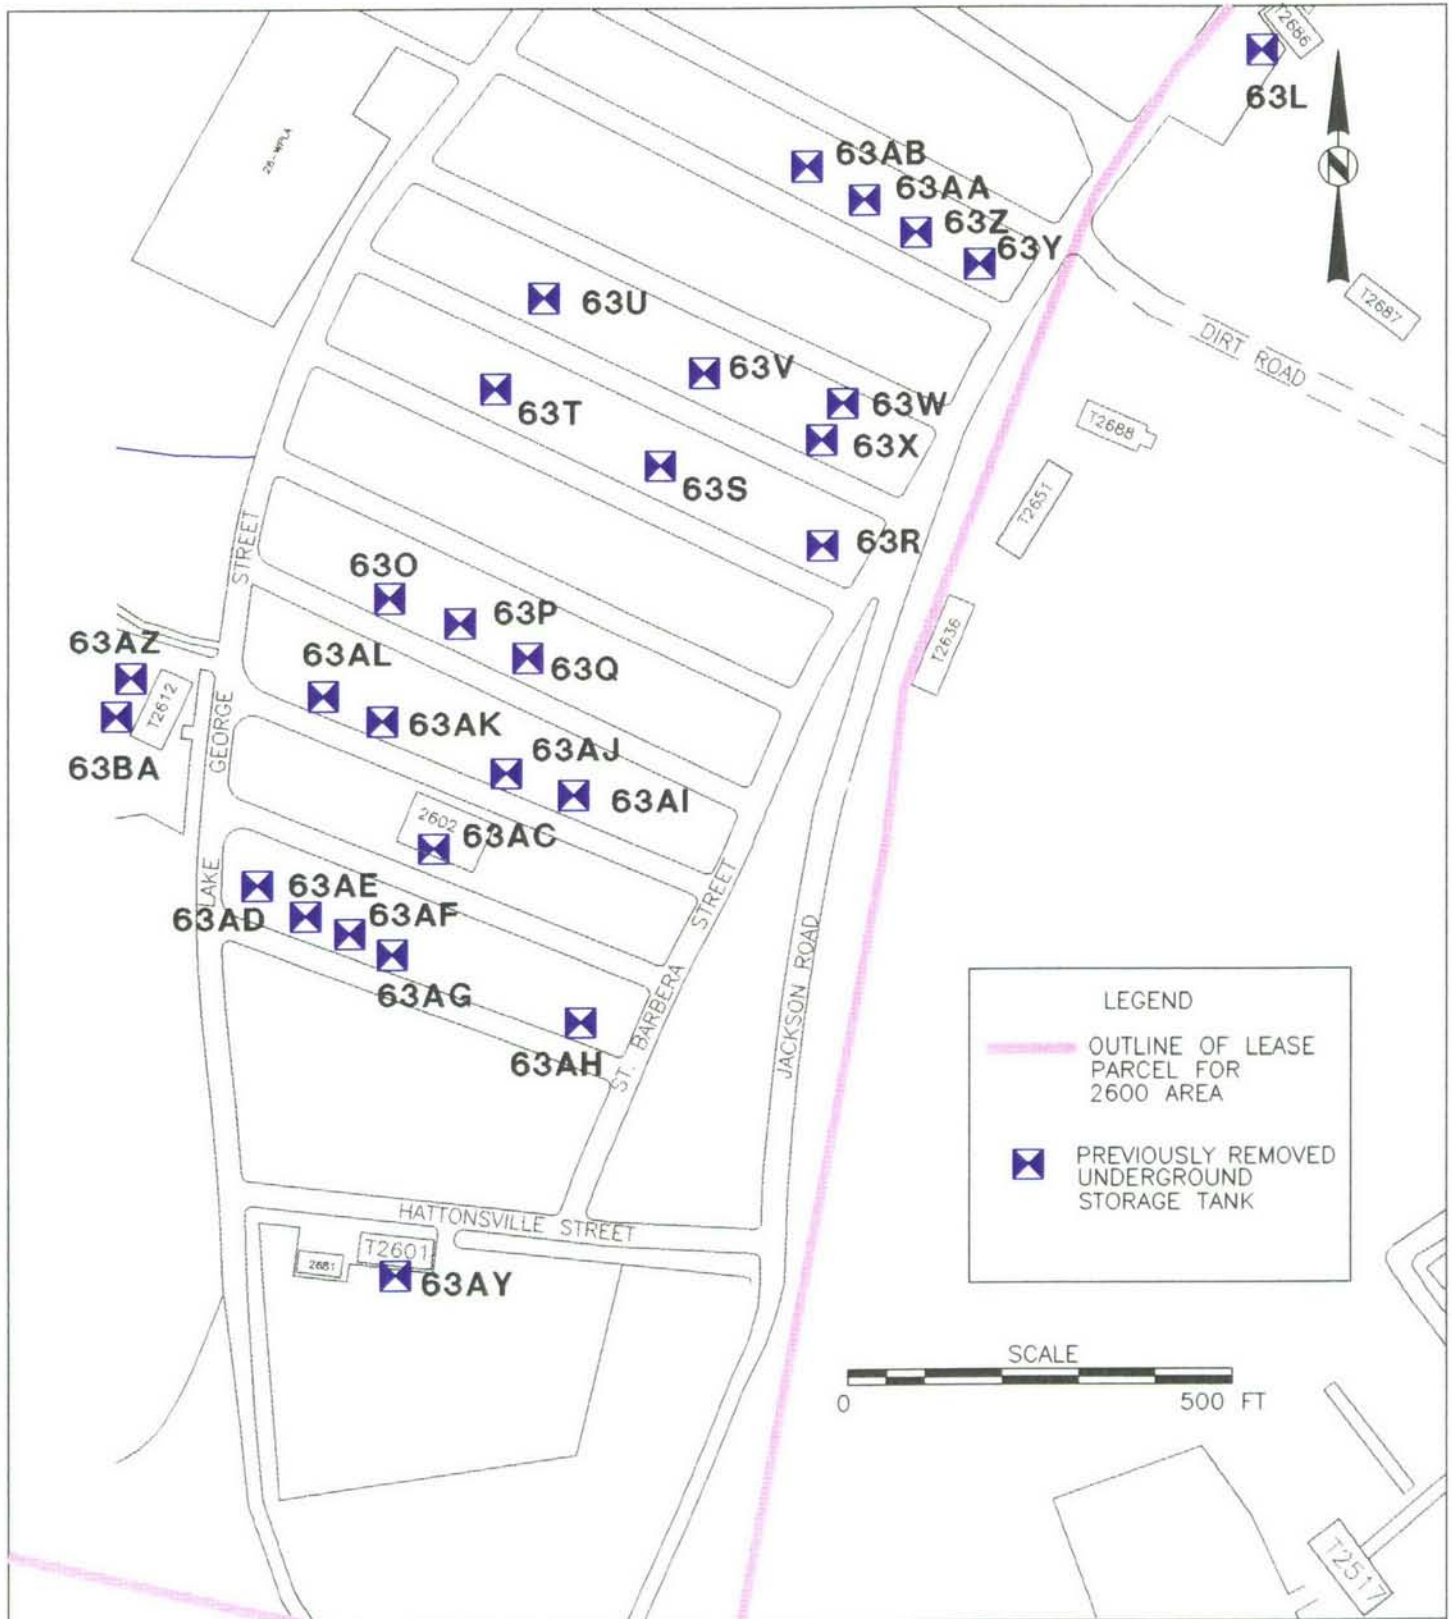 T2686
63L
28-WPLA
63AB
63AA
63Z
63Y
N
T2687
63U
DIRT ROAD
63V
63W
63T
T2688
63X
63S
T2651
STREET
63R
63O
63P
T2636
63AZ
63AL
63Q
T2612
GEORGE
63AK
63BA
63AJ
63AI
2602
63AC
LAKE
63AE
STREET
63AD
63AF
63AG
JACKSON ROAD
ST. BARBERA
63AH
LEGEND
OUTLINE OF LEASE
PARCEL FOR
2600 AREA
PREVIOUSLY REMOVED
UNDERGROUND
STORAGE TANK
HATTONSVILLE STREET
T2601
2681
63AY
SCALE
0
500 FT
T2517